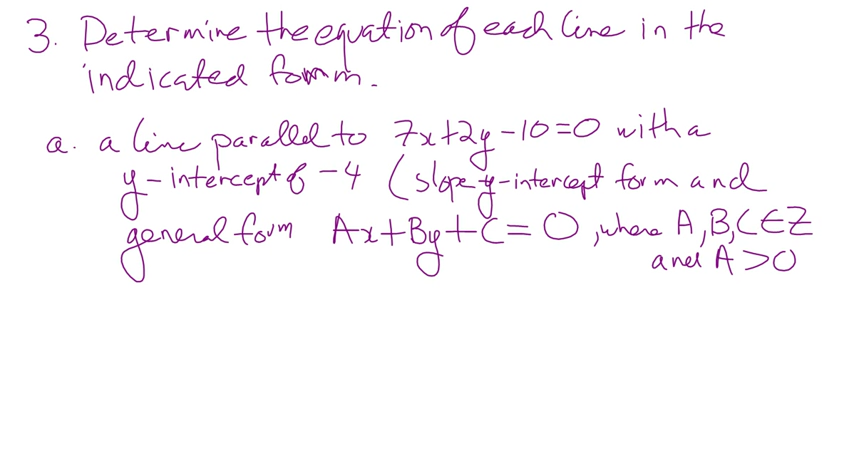 3. Determine the equation of each line in the
indicated form.
a. a line parallel to 7x+2y-10=0 with a
y-intercept of -4 (slope y-intercept form and
general form Ax+By+C=0, where A,B,C∈Z
and A>0